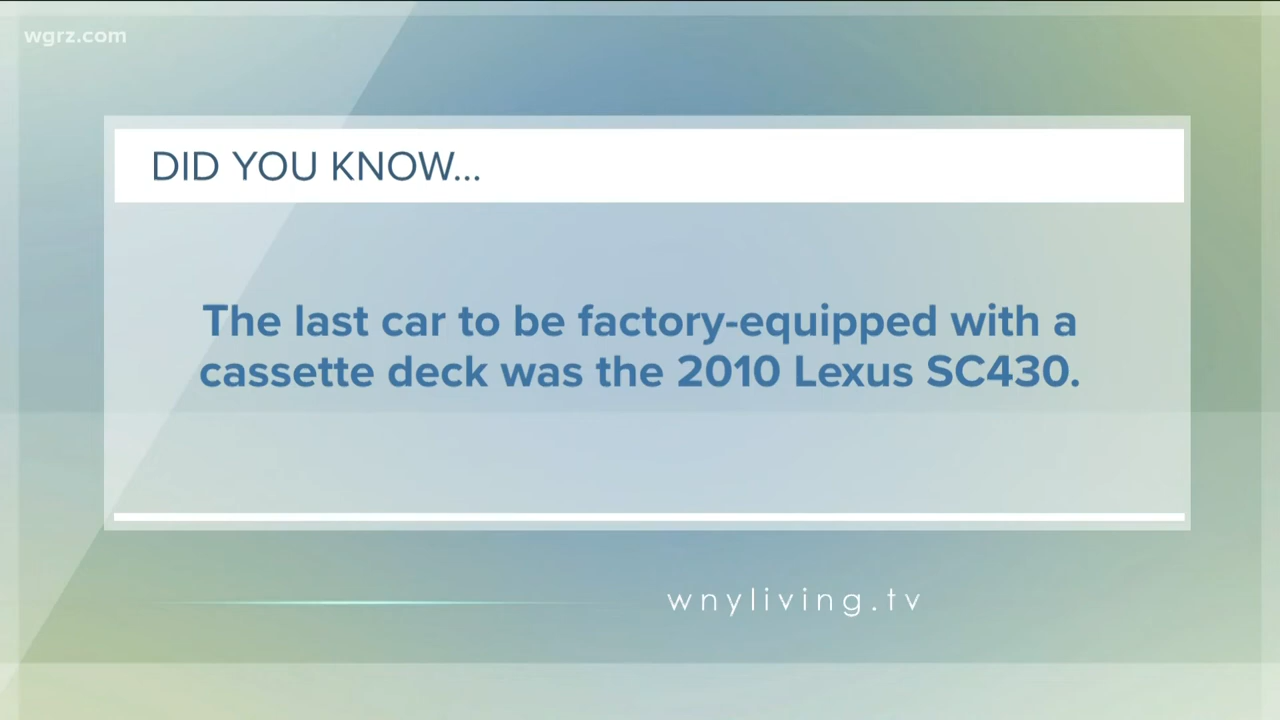 wgrz.com
DID YOU KNOW...
The last car to be factory-equipped with a
cassette deck was the 2010 Lexus SC430.
wnyliving.tv